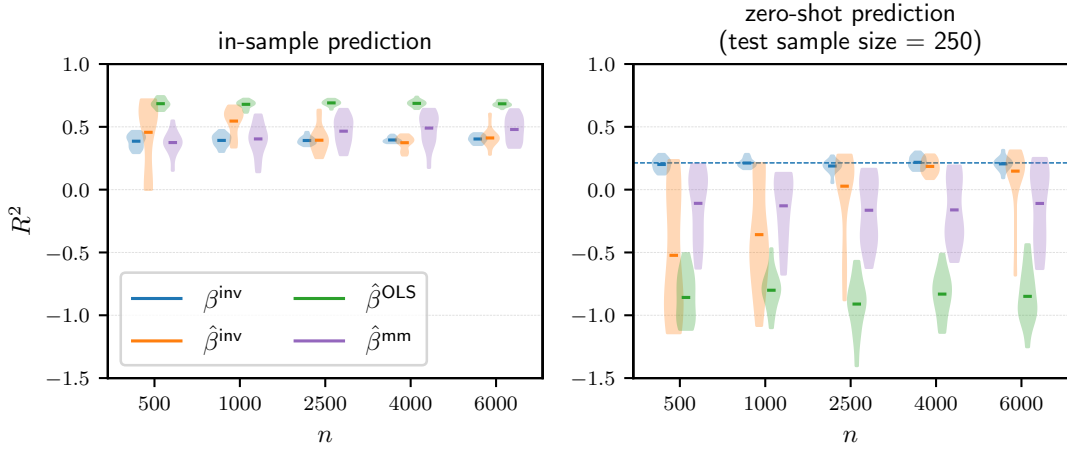 in-sample prediction
zero-shot prediction
(test sample size = 250)
R²
1.0
0.5
0.0
−0.5
−1.0
−1.5
500 1000 2500 4000 6000
n
β^inv
β̂^inv
β̂^OLS
β̂^mm
1.0
0.5
0.0
−0.5
−1.0
−1.5
500 1000 2500 4000 6000
n